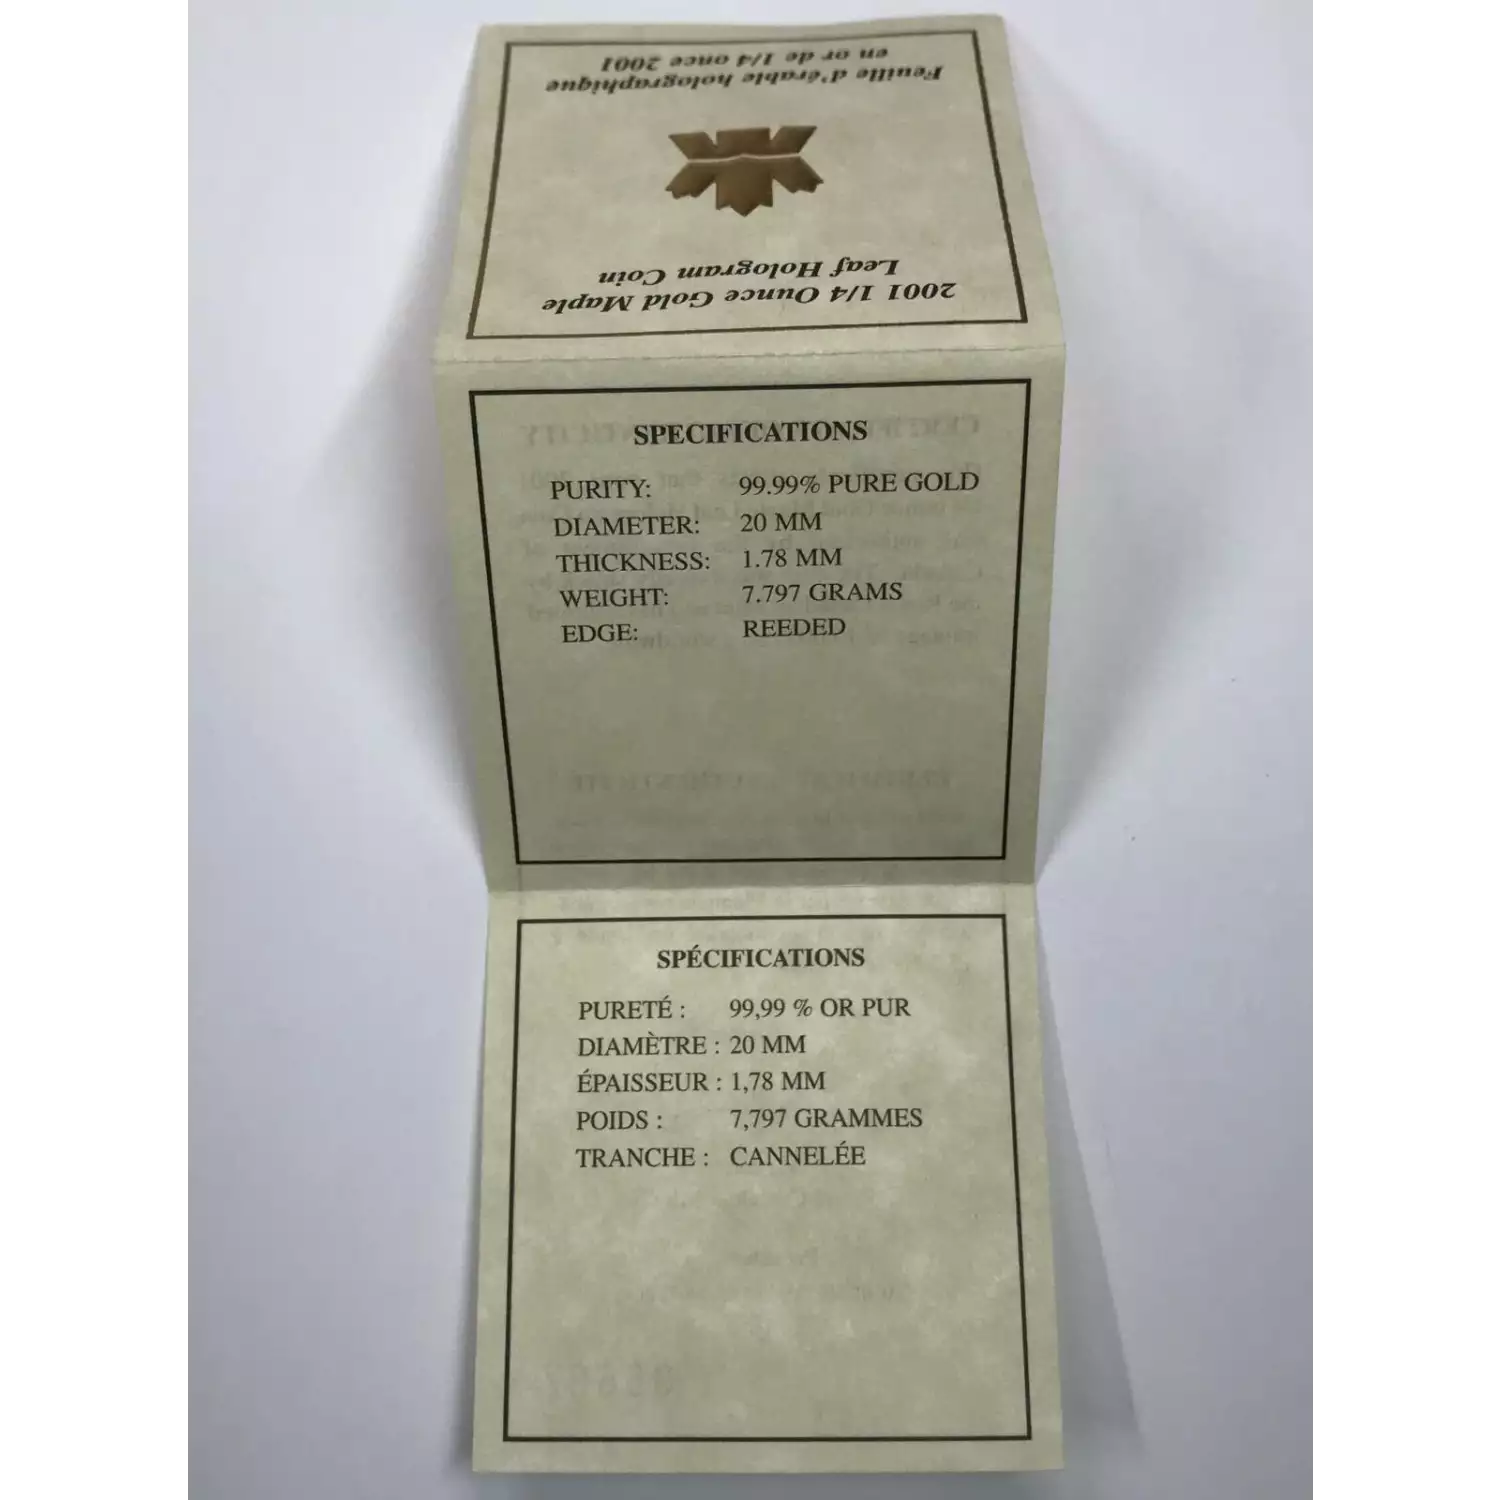 Feuille d'érable holographique
en or de 1/4 once 2001
2001 1/4 Ounce Gold Maple
Leaf Hologram Coin
SPECIFICATIONS
PURITY: 99.99% PURE GOLD
DIAMETER: 20 MM
THICKNESS: 1.78 MM
WEIGHT: 7.797 GRAMS
EDGE: REEDED
SPÉCIFICATIONS
PURETÉ : 99,99 % OR PUR
DIAMÈTRE : 20 MM
ÉPAISSEUR : 1,78 MM
POIDS : 7,797 GRAMMES
TRANCHE : CANNELÉE